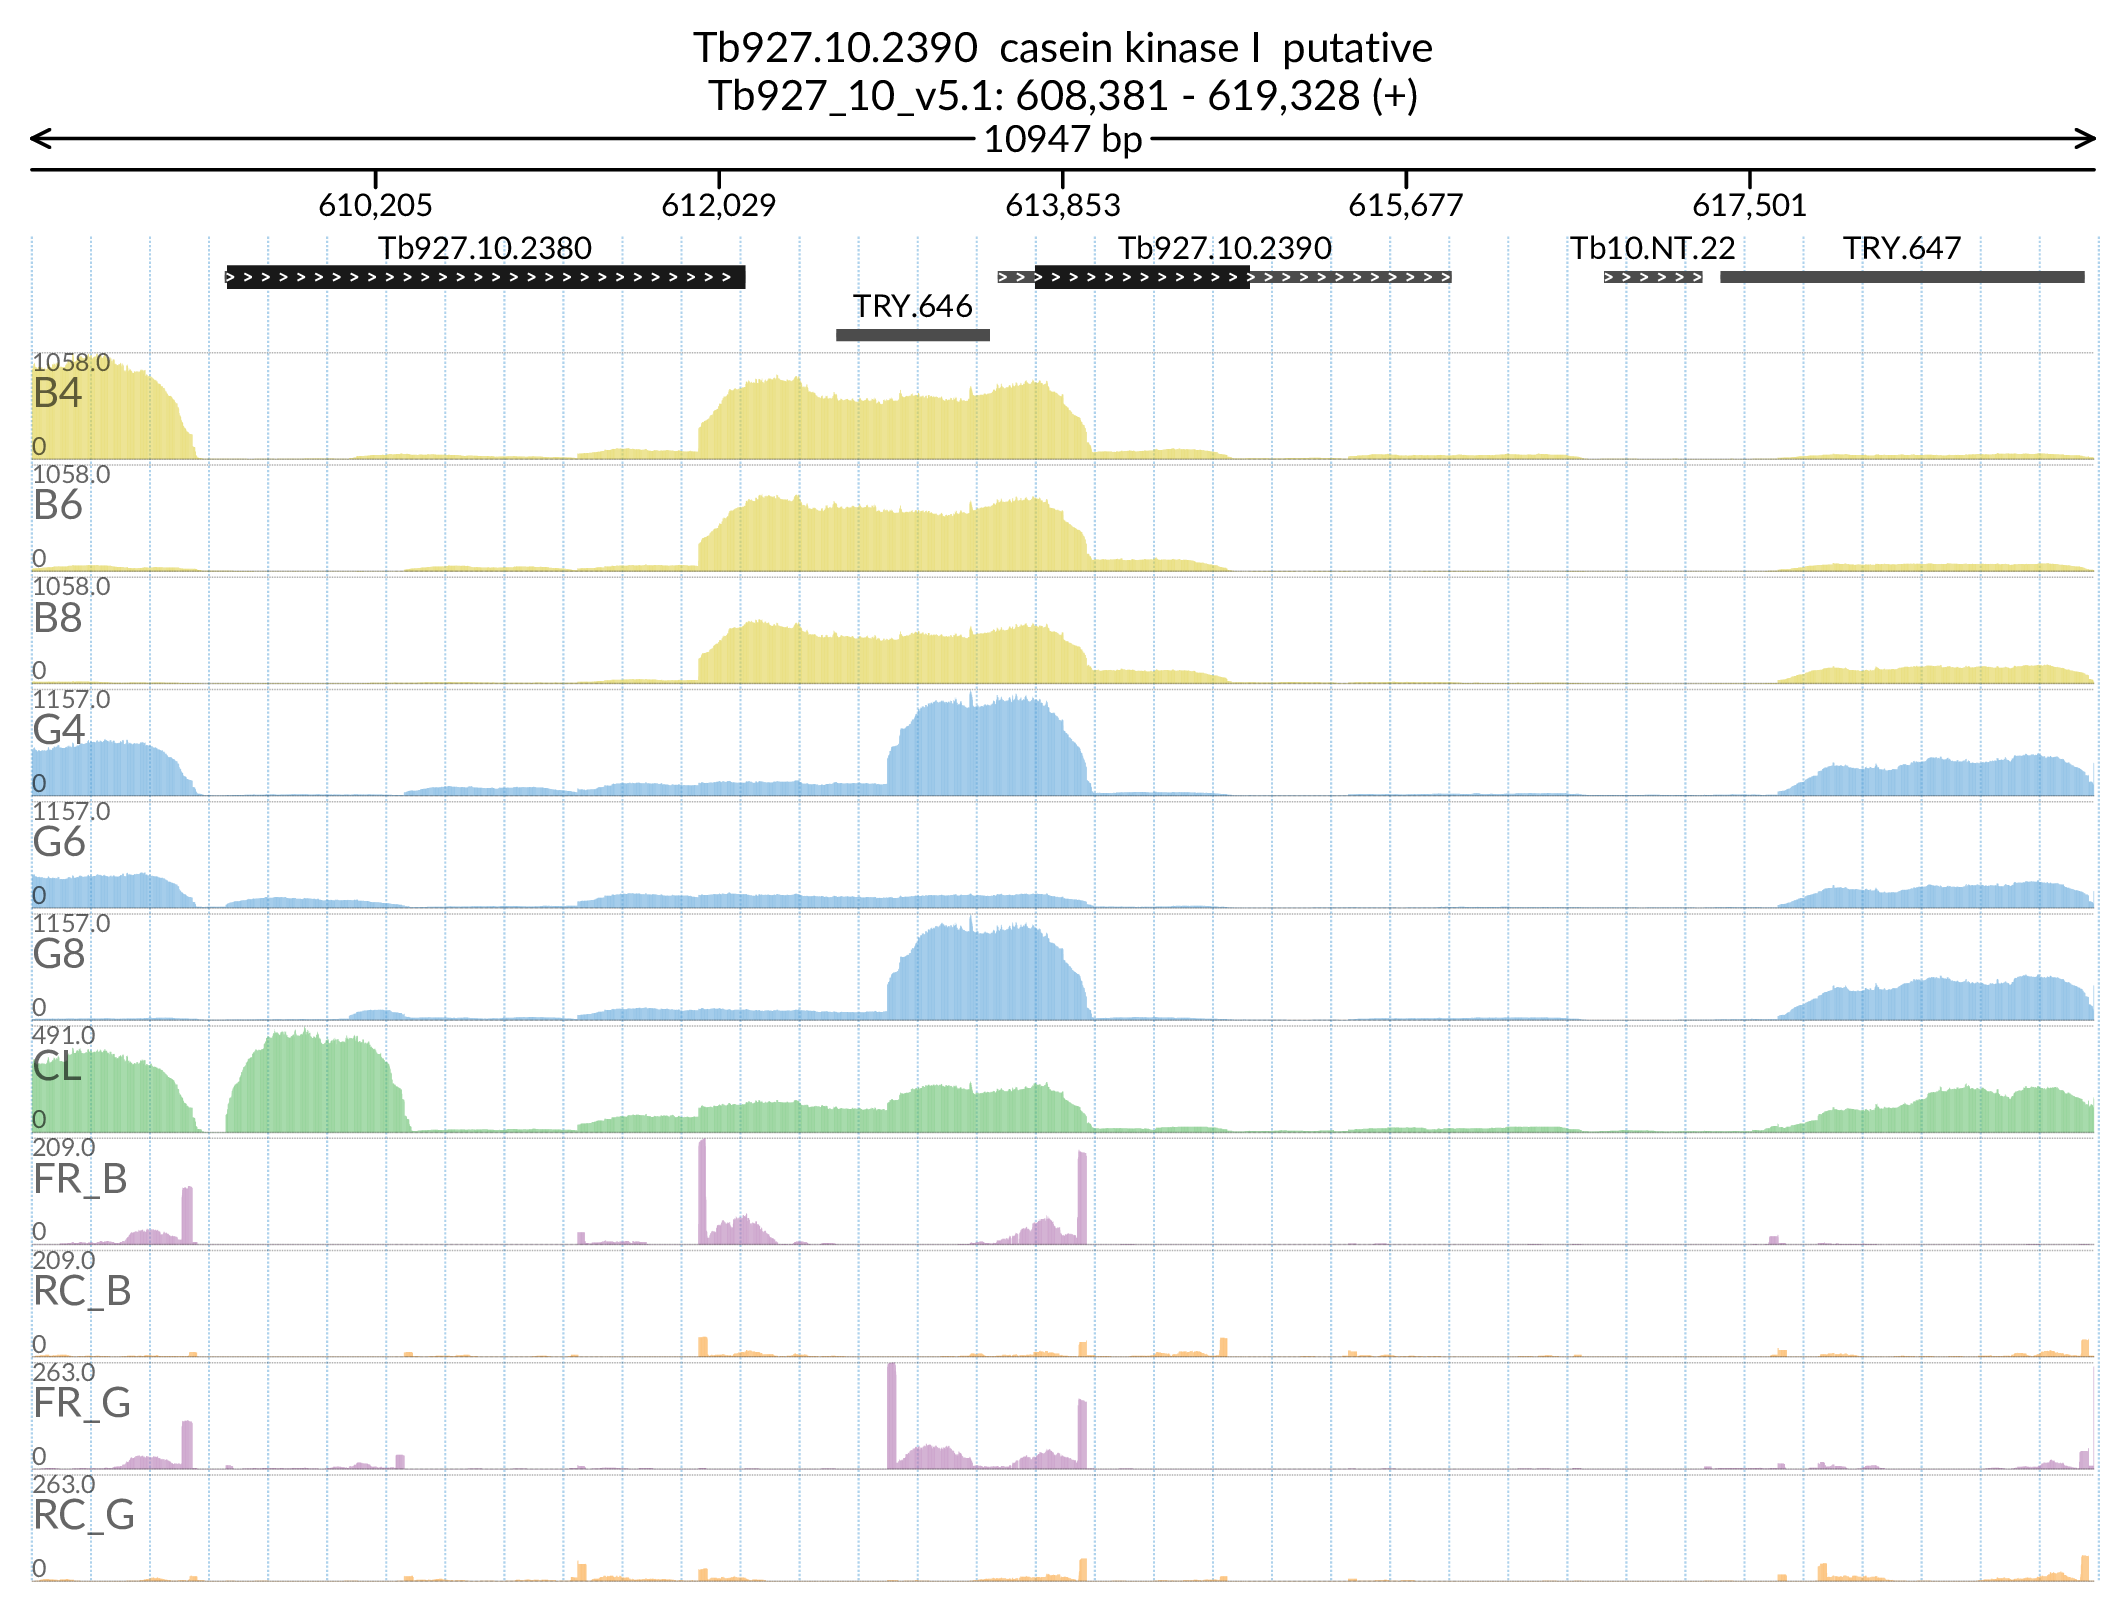 Tb927.10.2390  casein kinase I  putative
Tb927_10_v5.1: 608,381 - 619,328 (+)
10947 bp
610,205 612,029 613,853 615,677 617,501
Tb927.10.2380 Tb927.10.2390 Tb10.NT.22 TRY.647
TRY.646
1058.0
B4
0
1058.0
B6
0
1058.0
B8
0
1157.0
G4
0
1157.0
G6
0
1157.0
G8
0
491.0
CL
0
209.0
FR_B
0
209.0
RC_B
0
263.0
FR_G
0
263.0
RC_G
0